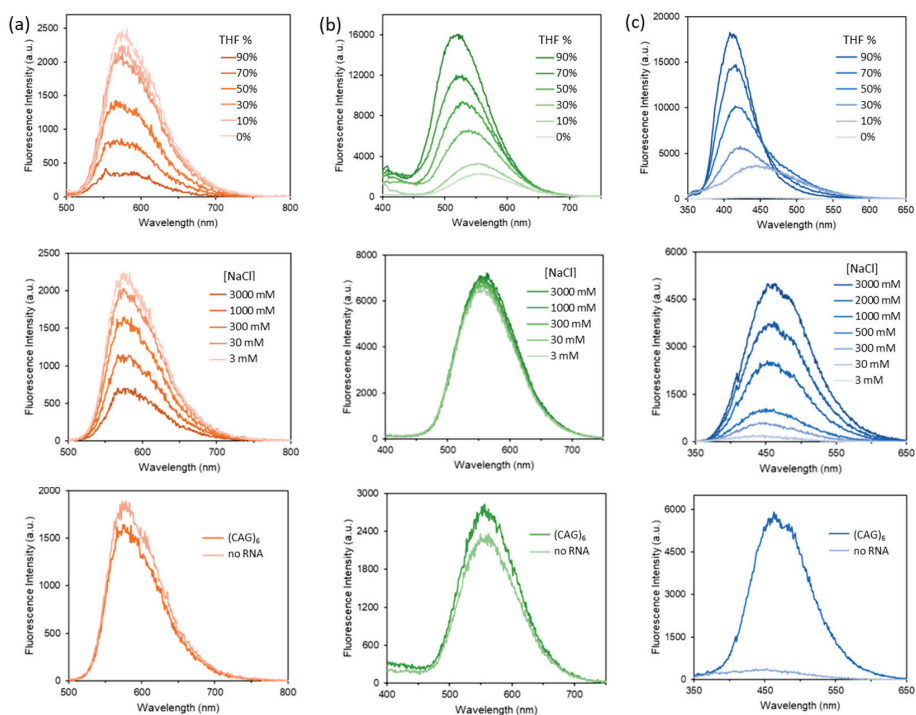 (a)
Fluorescence Intensity (a.u.)
2500
2000
1500
1000
500
0
500
600
700
800
Wavelength (nm)
THF %
90%
70%
50%
30%
10%
0%
(b)
Fluorescence Intensity (a.u.)
16000
12000
8000
4000
0
400
500
600
700
Wavelength (nm)
THF %
90%
70%
50%
30%
10%
0%
(c)
Fluorescence Intensity (a.u.)
20000
15000
10000
5000
0
350
400
450
500
550
600
650
Wavelength (nm)
THF %
90%
70%
50%
30%
10%
0%
Fluorescence Intensity (a.u.)
2500
2000
1500
1000
500
0
500
600
700
800
Wavelength (nm)
[NaCl]
3000 mM
1000 mM
300 mM
30 mM
3 mM
Fluorescence Intensity (a.u.)
8000
6000
4000
2000
0
400
500
600
700
Wavelength (nm)
[NaCl]
3000 mM
1000 mM
300 mM
30 mM
3 mM
Fluorescence Intensity (a.u.)
6000
4500
3000
1500
0
350
400
450
500
550
600
650
Wavelength (nm)
[NaCl]
3000 mM
2000 mM
1000 mM
500 mM
300 mM
30 mM
3 mM
Fluorescence Intensity (a.u.)
2000
1500
1000
500
0
500
600
700
800
Wavelength (nm)
(CAG)₆
no RNA
Fluorescence Intensity (a.u.)
3000
2400
1800
1200
600
0
400
500
600
700
Wavelength (nm)
(CAG)₆
no RNA
Fluorescence Intensity (a.u.)
6000
4500
3000
1500
0
350
450
550
650
Wavelength (nm)
(CAG)₆
no RNA